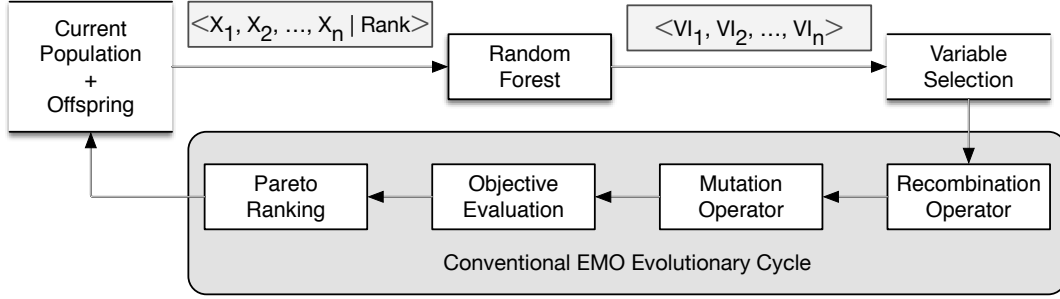 Current
Population
+
Offspring
<X1, X2, ..., Xn | Rank>
Random
Forest
<VI1, VI2, ..., VIn>
Variable
Selection
Pareto
Ranking
Objective
Evaluation
Mutation
Operator
Recombination
Operator
Conventional EMO Evolutionary Cycle